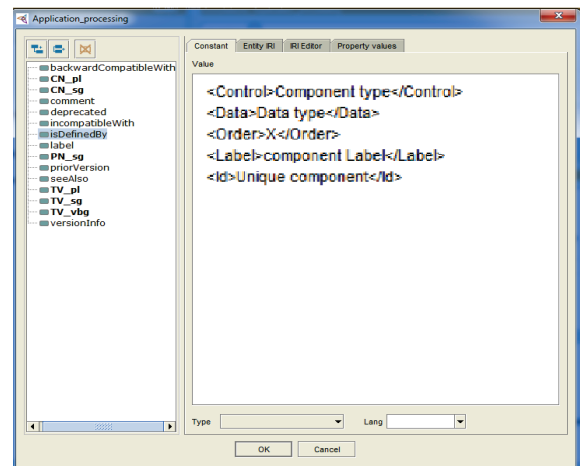 Application_processing
Constant
Entity IRI
IRI Editor
Property values
Value
backwardCompatibleWith
CN_pl
CN_sg
comment
deprecated
incompatibleWith
isDefinedBy
label
PN_sg
priorVersion
seeAlso
TV_pl
TV_sg
TV_vbg
versionInfo
<Control>Component type</Control>
<Data>Data type</Data>
<Order>X</Order>
<Label>component Label</Label>
<Id>Unique component</Id>
Type
Lang
OK
Cancel